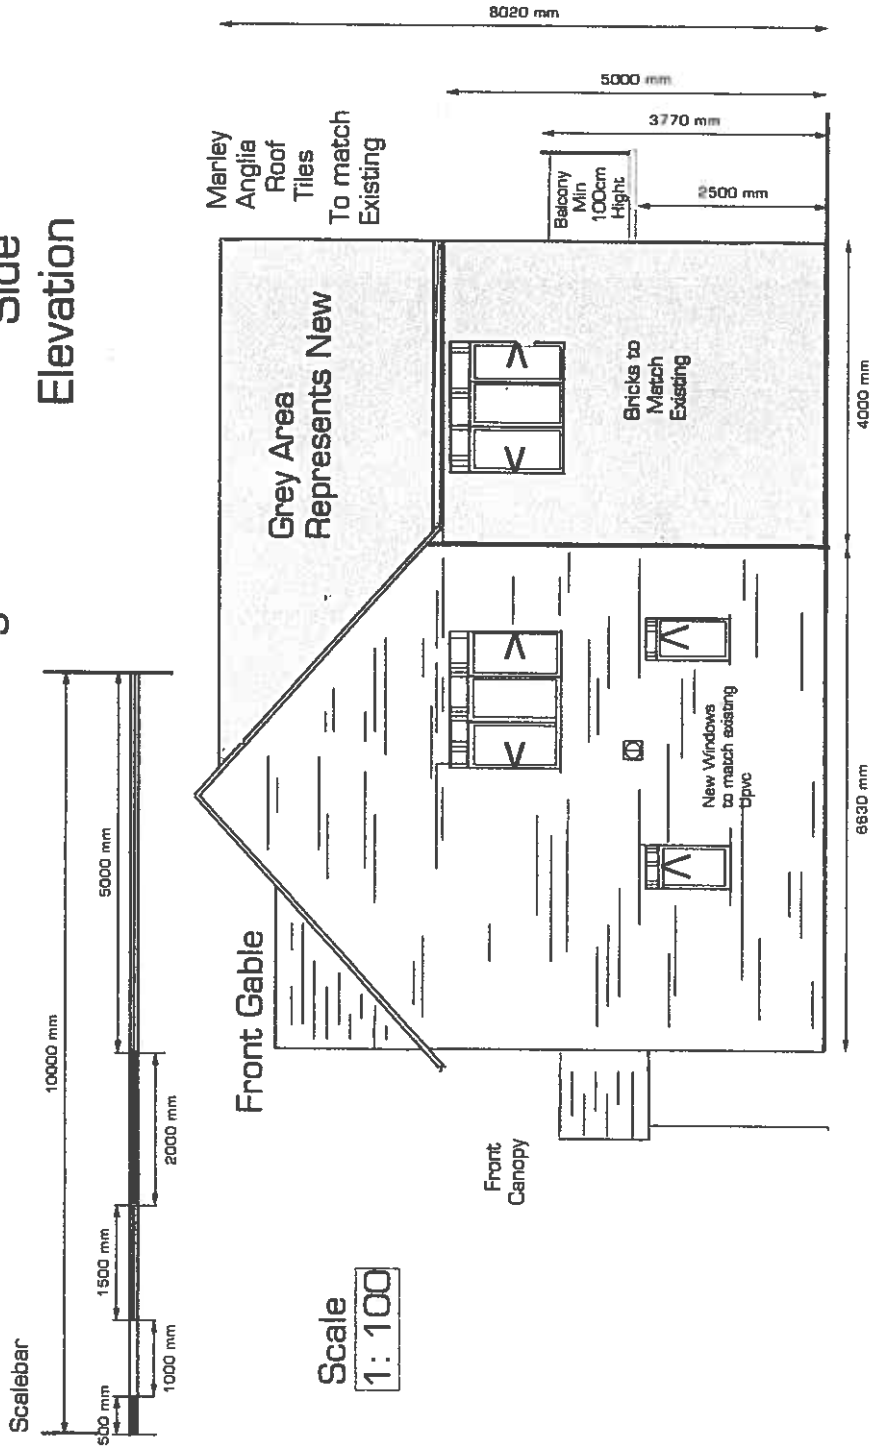 Side
Elevation
Scalebar
10000 mm
5000 mm
2000 mm
1500 mm
1000 mm
500 mm
Scale
1: 100
Front Gable
Front
Canopy
Grey Area
Represents New
Marley
Anglia
Roof
Tiles
To match
Existing
Balcony
Min
100cm
Hight
Bricks to
Match
Existing
New Windows
to match existing
Upvc
8020 mm
5000 mm
3770 mm
2500 mm
4000 mm
6630 mm